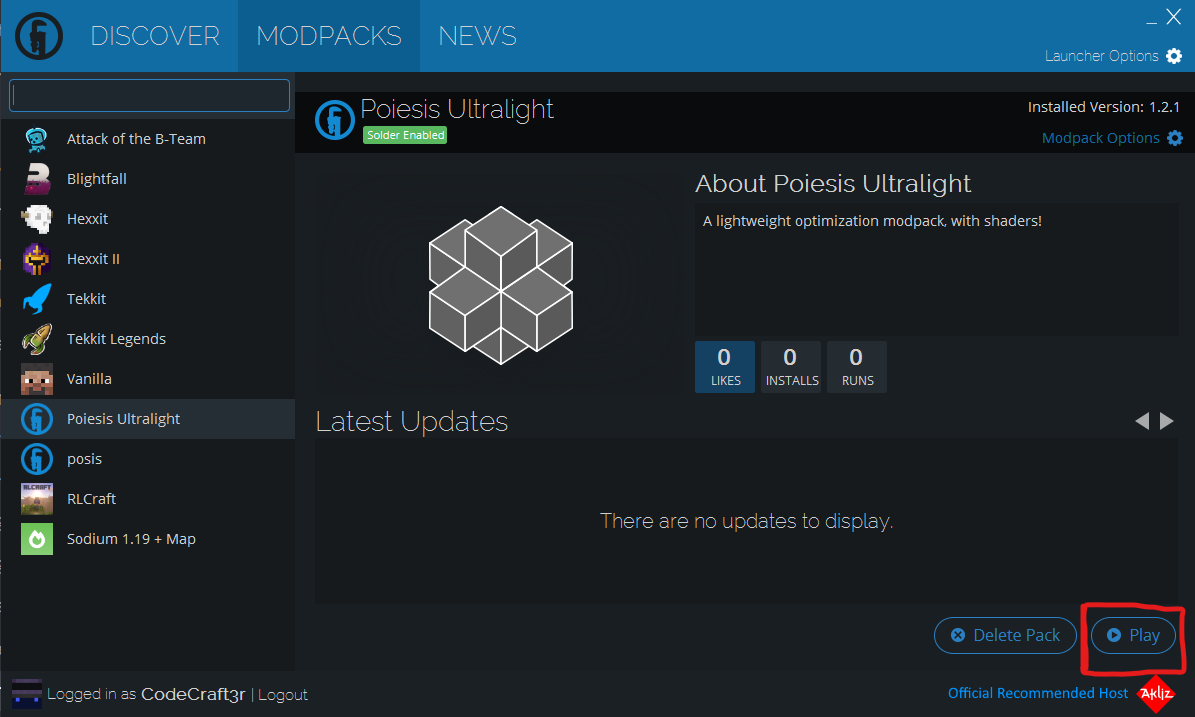 DISCOVER MODPACKS NEWS
Launcher Options
Attack of the B-Team
Blightfall
Hexxit
Hexxit II
Tekkit
Tekkit Legends
Vanilla
Poiesis Ultralight
posis
RLCRAFT
RLCraft
Sodium 1.19 + Map
Poiesis Ultralight
Solder Enabled
Installed Version: 1.2.1
Modpack Options
About Poiesis Ultralight
A lightweight optimization modpack, with shaders!
0 0 0
LIKES INSTALLS RUNS
Latest Updates
There are no updates to display.
Delete Pack Play
Logged in as CodeCraft3r | Logout
Official Recommended Host Akliz